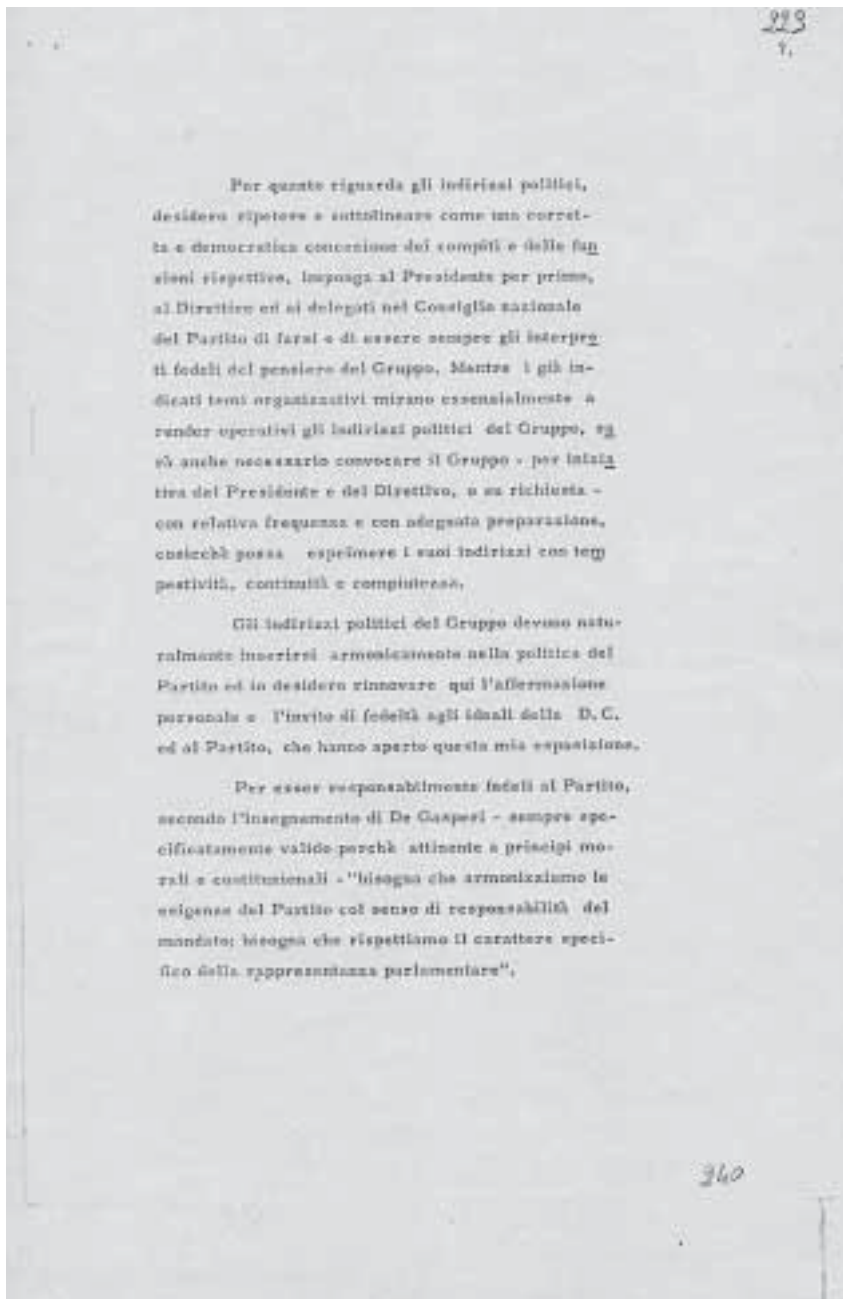 223
9.
Per quanto riguarda gli indirizzi politici,
desidero ripetere e sottolineare come una corret-
ta e democratica concezione dei compiti e delle fun
zioni rispettive, imponga al Presidente per primo,
al Direttivo ed ai delegati nel Consiglio nazionale
del Partito di farsi e di essere sempre gli interpre
ti fedeli del pensiero del Gruppo. Mentre i già in-
dicati temi organizzativi mirano essenzialmente a
render operativi gli indirizzi politici del Gruppo, sa
rà anche necessario convocare il Gruppo - per inizia
tiva del Presidente e del Direttivo, o su richiesta -
con relativa frequenza e con adeguata preparazione,
cosicchè possa esprimere i suoi indirizzi con tem
pestività, continuità e compiutezza.
Gli indirizzi politici del Gruppo devono natu-
ralmente inserirsi armonicamente nella politica del
Partito ed io desidero rinnovare qui l'affermazione
personale e l'invito di fedeltà agli ideali della D.C.
ed al Partito, che hanno aperto questa mia esposizione.
Per esser responsabilmente fedeli al Partito,
secondo l'insegnamento di De Gasperi - sempre spe-
cificatamente valido perchè attinente a principi mo-
rali e costituzionali - "bisogna che armonizziamo le
esigenze del Partito col senso di responsabilità del
mandato; bisogna che rispettiamo il carattere speci-
fico della rappresentanza parlamentare".
240